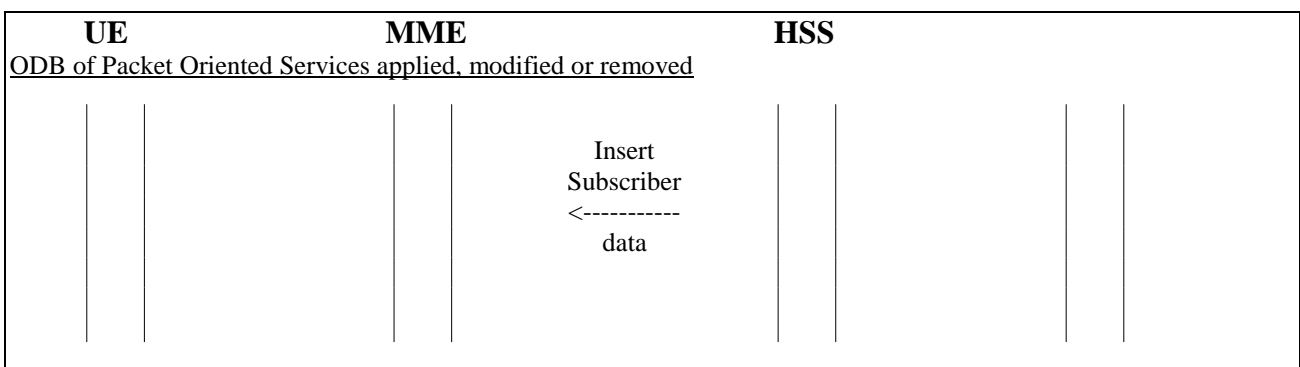 UE MME HSS
ODB of Packet Oriented Services applied, modified or removed
Insert
Subscriber
<-----------
data